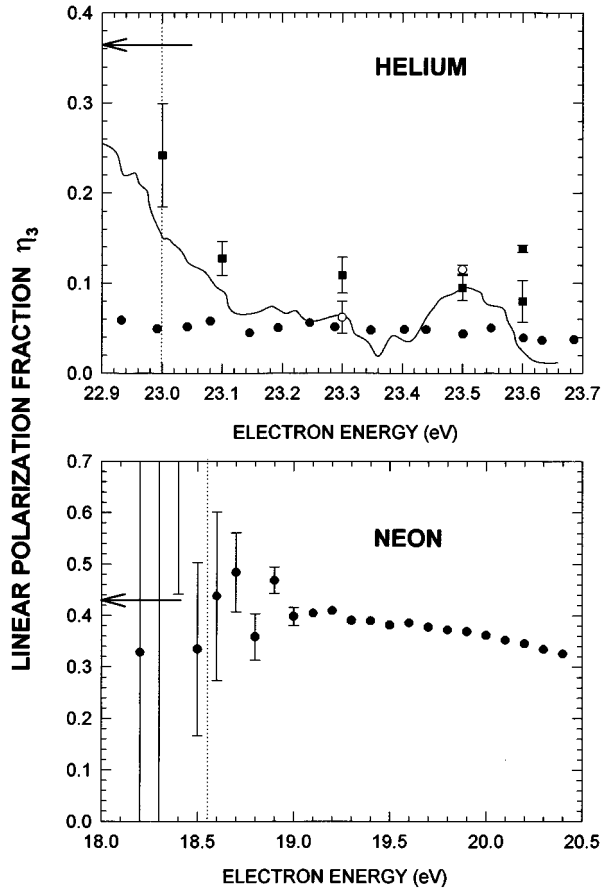 LINEAR POLARIZATION FRACTION η3
HELIUM
0.4
0.3
0.2
0.1
0.0
22.9 23.0 23.1 23.2 23.3 23.4 23.5 23.6 23.7
ELECTRON ENERGY (eV)
NEON
0.7
0.6
0.5
0.4
0.3
0.2
0.1
0.0
18.0 18.5 19.0 19.5 20.0 20.5
ELECTRON ENERGY (eV)